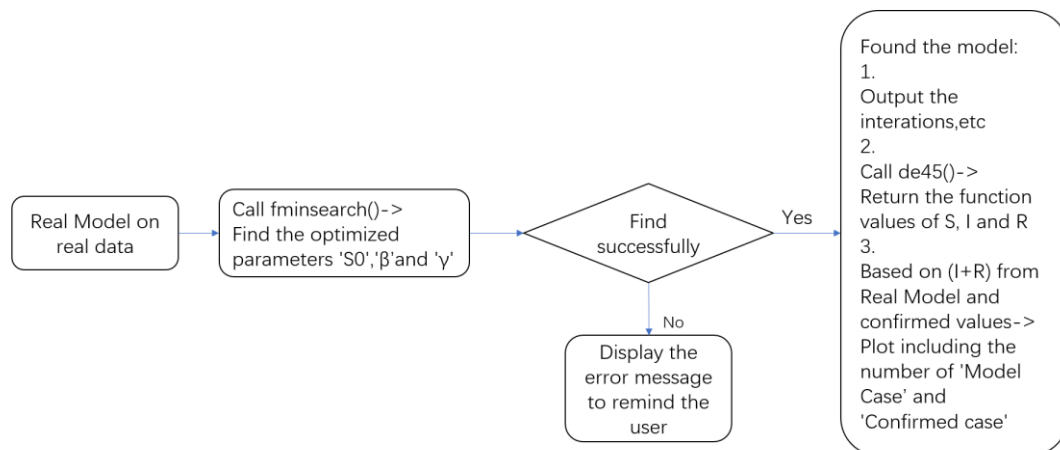 Real Model on
real data
Call fminsearch()->
Find the optimized
parameters 'S0','β'and 'γ'
Find
successfully
Yes
No
Display the
error message
to remind the
user
Found the model:
1.
Output the
interations,etc
2.
Call de45()->
Return the function
values of S, I and R
3.
Based on (I+R) from
Real Model and
confirmed values->
Plot including the
number of 'Model
Case' and
'Confirmed case'